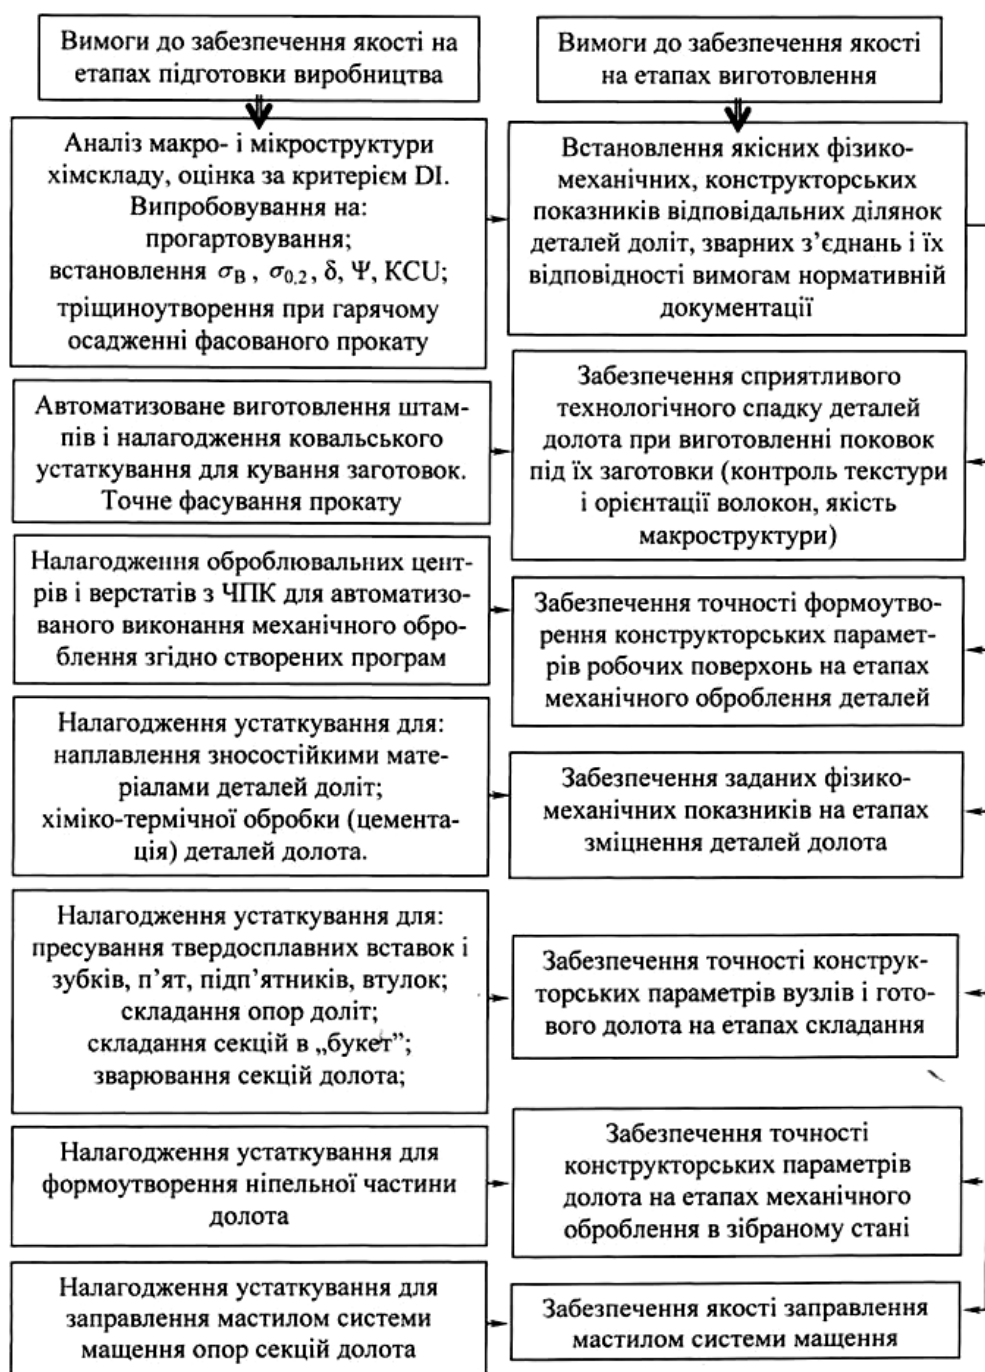 Вимоги до забезпечення якості на
етапах підготовки виробництва
Вимоги до забезпечення якості
на етапах виготовлення
Аналіз макро- і мікроструктури
хімскладу, оцінка за критерієм DI.
Випробовування на:
прогартовування;
встановлення σВ, σ0,2, δ, Ψ, KCU;
тріщиноутворення при гарячому
осадженні фасованого прокату
Встановлення якісних фізико-
механічних, конструкторських
показників відповідальних ділянок
деталей доліт, зварних з’єднань і їх
відповідності вимогам нормативній
документації
Автоматизоване виготовлення штам-
пів і налагодження ковальського
устаткування для кування заготовок.
Точне фасування прокату
Забезпечення сприятливого
технологічного спадку деталей
долота при виготовленні поковок
під їх заготовки (контроль текстури
і орієнтації волокон, якість
макроструктури)
Налагодження оброблювальних цент-
рів і верстатів з ЧПК для автоматизо-
ваного виконання механічного обро-
блення згідно створених програм
Забезпечення точності формоутво-
рення конструкторських парамет-
рів робочих поверхонь на етапах
механічного оброблення деталей
Налагодження устаткування для:
наплавлення зносостійкими мате-
ріалами деталей доліт;
хіміко-термічної обробки (цемента-
ція) деталей долота.
Забезпечення заданих фізико-
механічних показників на етапах
зміцнення деталей долота
Налагодження устаткування для:
пресування твердосплавних вставок і
зубків, п’ят, підп’ятників, втулок;
складання опор доліт;
складання секцій в „букет”;
зварювання секцій долота;
Забезпечення точності конструк-
торських параметрів вузлів і гото-
вого долота на етапах складання
Налагодження устаткування для
формоутворення ніпельної частини
долота
Забезпечення точності
конструкторських параметрів
долота на етапах механічного
оброблення в зібраному стані
Налагодження устаткування для
заправлення мастилом системи
мащення опор секцій долота
Забезпечення якості заправлення
мастилом системи мащення